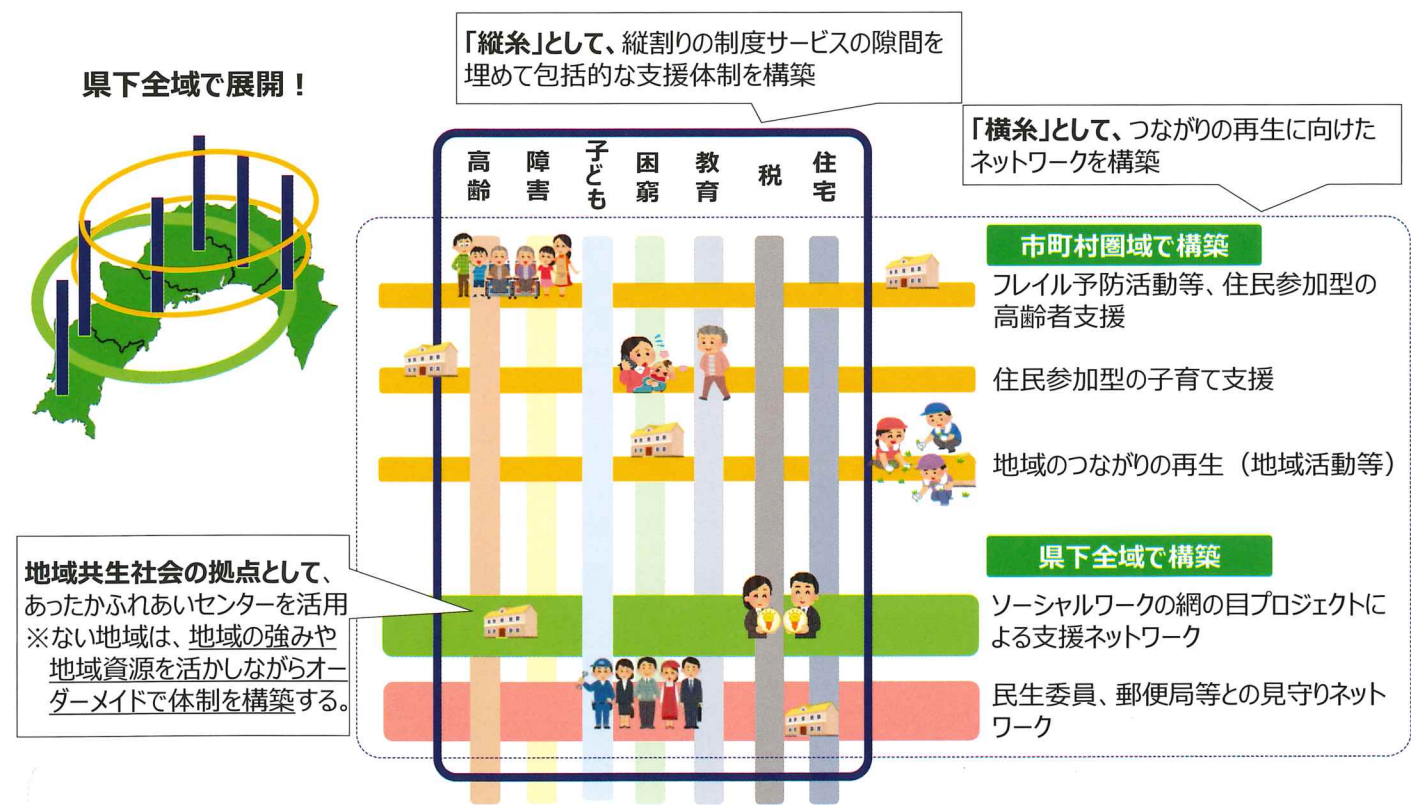 県下全域で展開！
「縦糸」として、縦割りの制度サービスの隙間を
埋めて包括的な支援体制を構築
「横糸」として、つながりの再生に向けた
ネットワークを構築
高齢
障害
子ども
困窮
教育
税
住宅
市町村圏域で構築
フレイル予防活動等、住民参加型の
高齢者支援
住民参加型の子育て支援
地域のつながりの再生（地域活動等）
県下全域で構築
ソーシャルワークの網の目プロジェクトに
よる支援ネットワーク
民生委員、郵便局等との見守りネット
ワーク
地域共生社会の拠点として、
あったかふれあいセンターを活用
※ない地域は、地域の強みや
地域資源を活かしながらオー
ダーメイドで体制を構築する。